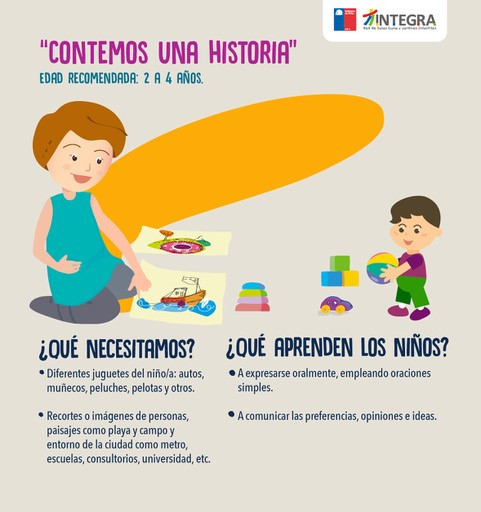 INTEGRA
Red de Salas Cuna y Jardines Infantiles
"CONTEMOS UNA HISTORIA"
EDAD RECOMENDADA: 2 A 4 AÑOS.
¿QUÉ NECESITAMOS?
• Diferentes juguetes del niño/a: autos,
muñecos, peluches, pelotas y otros.
• Recortes o imágenes de personas,
paisajes como playa y campo y
entorno de la ciudad como metro,
escuelas, consultorios, universidad, etc.
¿QUÉ APRENDEN LOS NIÑOS?
• A expresarse oralmente, empleando oraciones
simples.
• A comunicar las preferencias, opiniones e ideas.